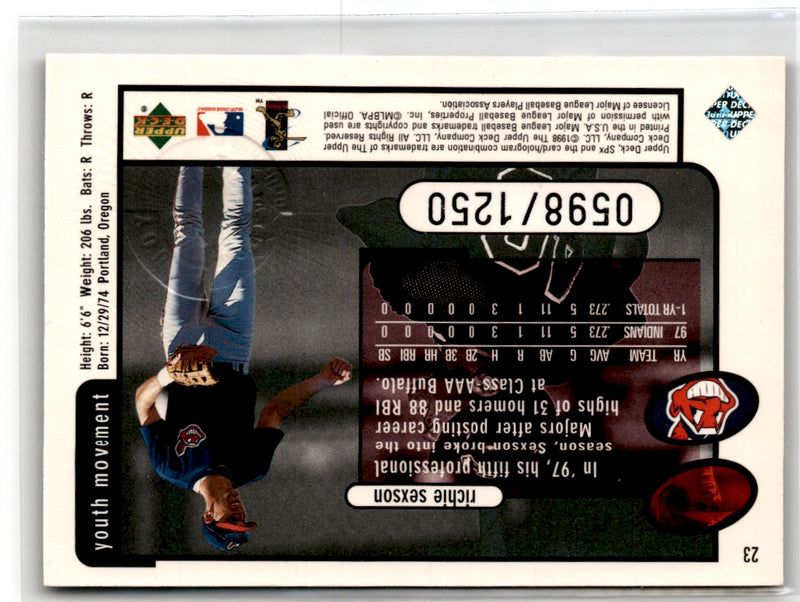 23
richie sexson
In '97, his fifth professional
season, Sexson broke into the
Majors after posting career
highs of 31 homers and 88 RBI
at Class-AAA Buffalo.
YR TEAM AVG G AB R H 2B 3B HR RBI SB
97 INDIANS .273 5 11 1 3 0 0 0 0 0
1-YR TOTALS .273 5 11 1 3 0 0 0 0 0
0598/1250
Upper Deck, SPX, and the card/hologram combination are trademarks of The Upper
Deck Company, LLC. ©1998 The Upper Deck Company, LLC. All Rights Reserved.
Printed in the U.S.A. Major League Baseball trademarks and copyrights are used
with permission of Major League Baseball Properties, Inc. ©MLBPA. Official
Licensee of Major League Baseball Players Association.
UPPER
DECK
®
TM
youth movement
Height: 6'6" Weight: 206 lbs. Bats: R Throws: R
Born: 12/29/74 Portland, Oregon